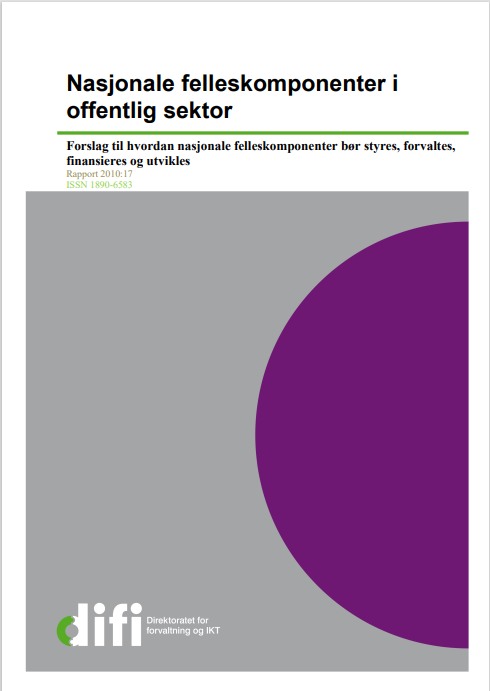 Nasjonale felleskomponenter i
offentlig sektor
Forslag til hvordan nasjonale felleskomponenter bør styres, forvaltes,
finansieres og utvikles
Rapport 2010:17
ISSN 1890-6583
difi
Direktoratet for
forvaltning og IKT